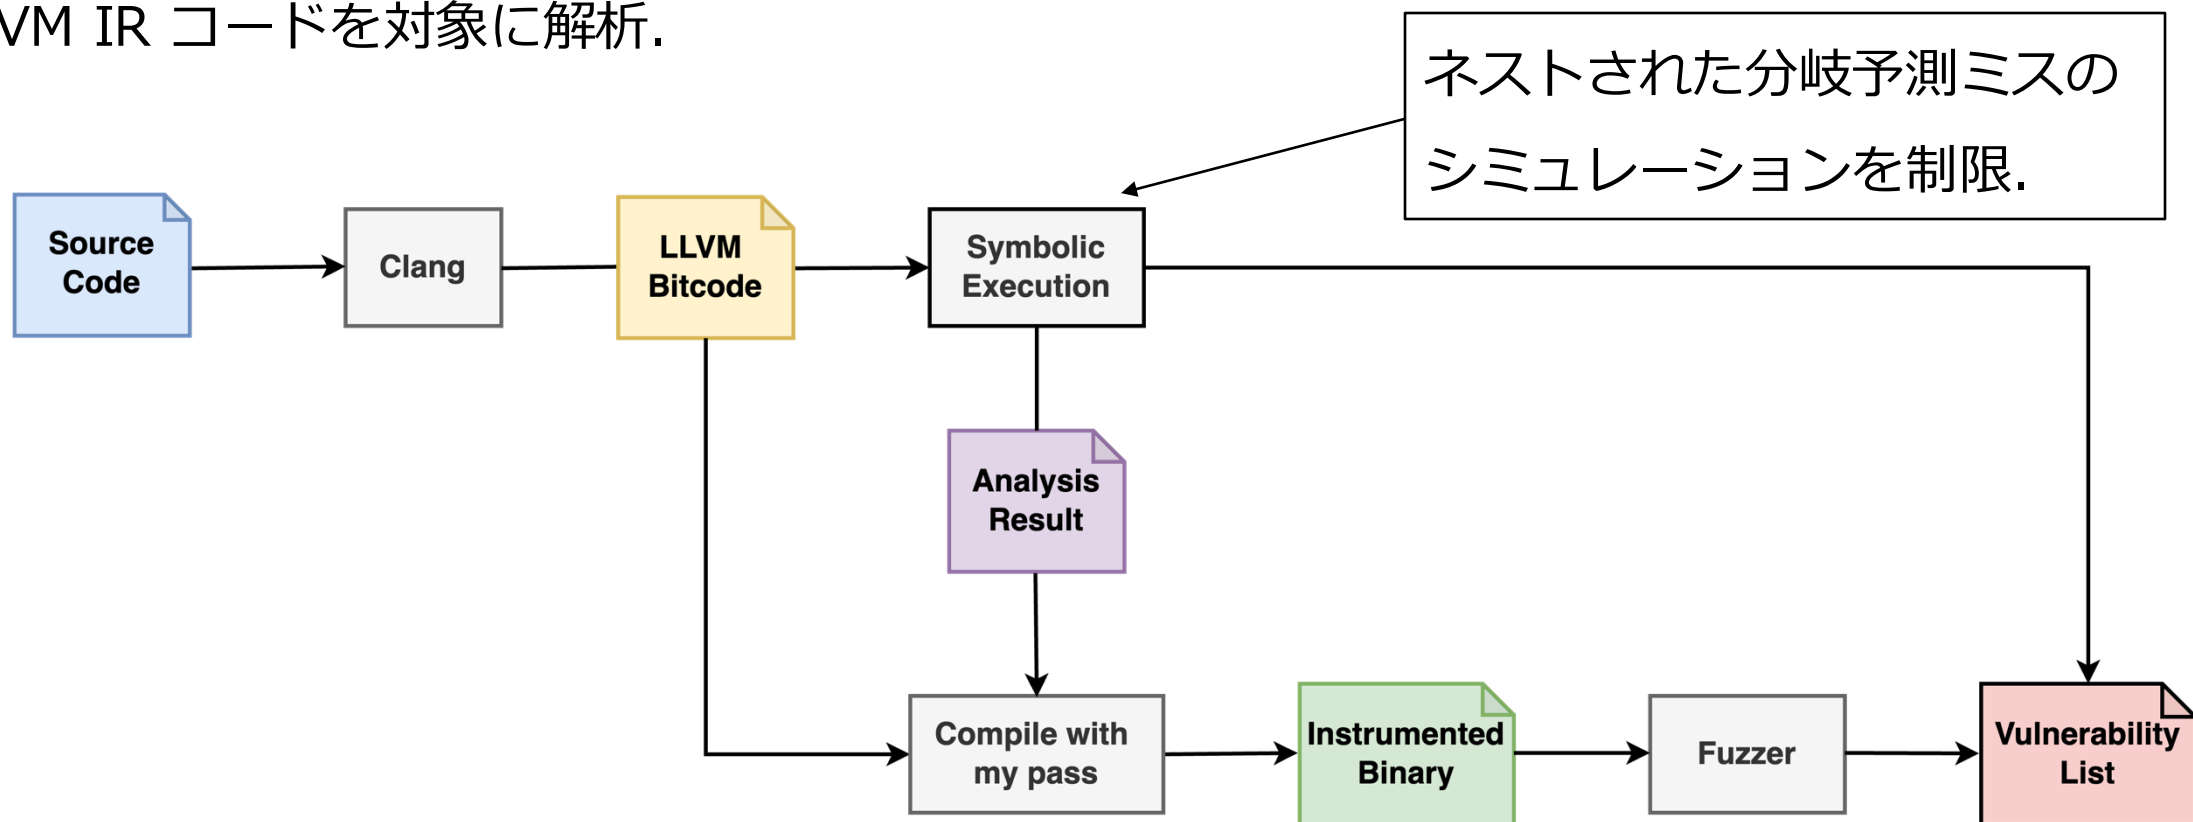 VM IR コードを対象に解析.
ネストされた分岐予測ミスの
シミュレーションを制限.
Source
Code
Clang
LLVM
Bitcode
Symbolic
Execution
Analysis
Result
Compile with
my pass
Instrumented
Binary
Fuzzer
Vulnerability
List